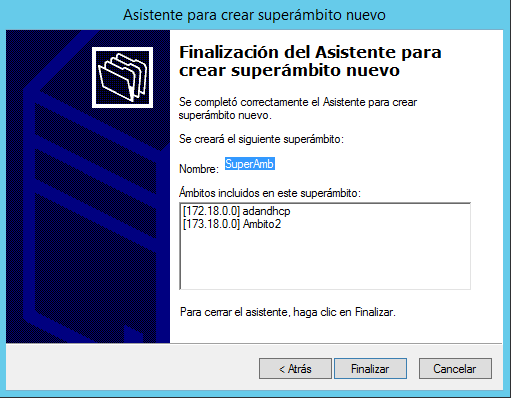 Asistente para crear superámbito nuevo
Finalización del Asistente para
crear superámbito nuevo
Se completó correctamente el Asistente para crear
superámbito nuevo.
Se creará el siguiente superámbito:
Nombre: SuperAmb
Ámbitos incluidos en este superámbito:
[172.18.0.0] adandhcp
[173.18.0.0] Ambito2
Para cerrar el asistente, haga clic en Finalizar.
< Atrás Finalizar Cancelar